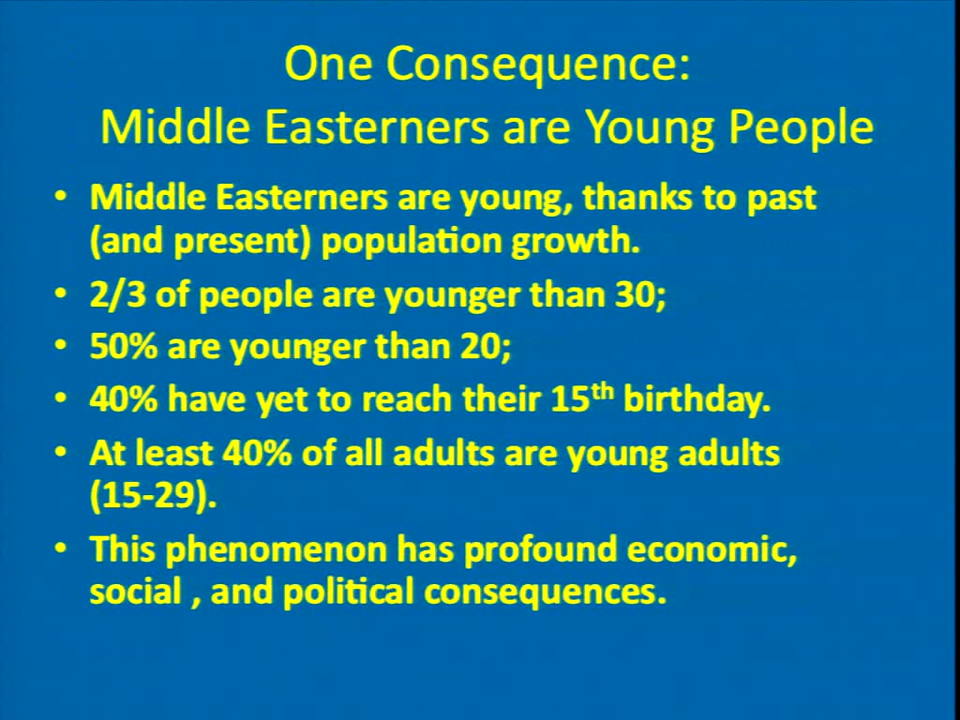 One Consequence:
Middle Easterners are Young People
• Middle Easterners are young, thanks to past
(and present) population growth.
• 2/3 of people are younger than 30;
• 50% are younger than 20;
• 40% have yet to reach their 15th birthday.
• At least 40% of all adults are young adults
(15-29).
• This phenomenon has profound economic,
social , and political consequences.